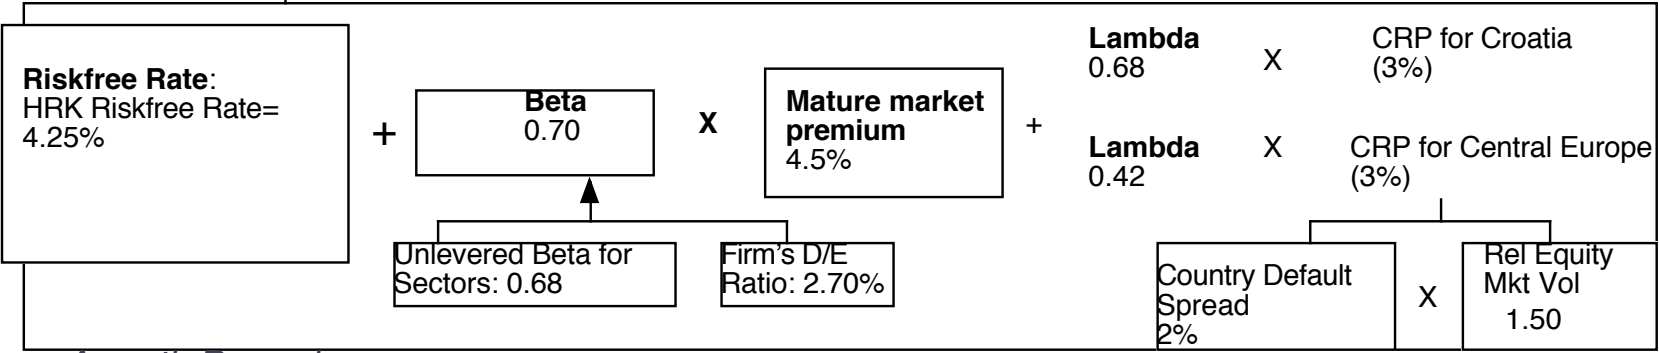 Riskfree Rate:
HRK Riskfree Rate=
4.25%
+
Beta
0.70
X
Mature market
premium
4.5%
+
Lambda
0.68
X
CRP for Croatia
(3%)
Lambda
0.42
X
CRP for Central Europe
(3%)
Unlevered Beta for
Sectors: 0.68
Firm's D/E
Ratio: 2.70%
Country Default
Spread
2%
X
Rel Equity
Mkt Vol
1.50